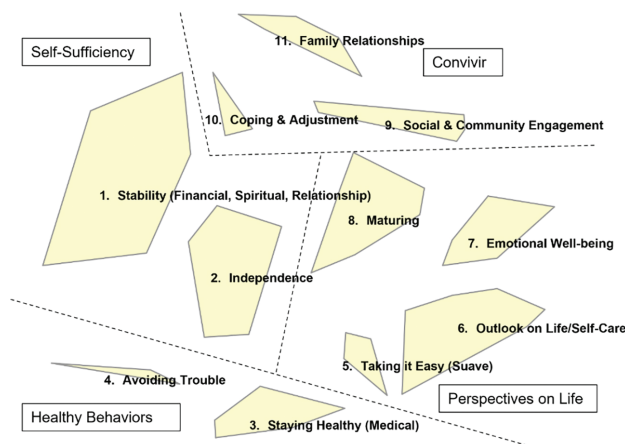 11. Family Relationships
Self-Sufficiency
Convivir
10. Coping & Adjustment
9. Social & Community Engagement
1. Stability (Financial, Spiritual, Relationship)
8. Maturing
7. Emotional Well-being
2. Independence
6. Outlook on Life/Self-Care
5. Taking it Easy (Suave)
4. Avoiding Trouble
Perspectives on Life
Healthy Behaviors
3. Staying Healthy (Medical)